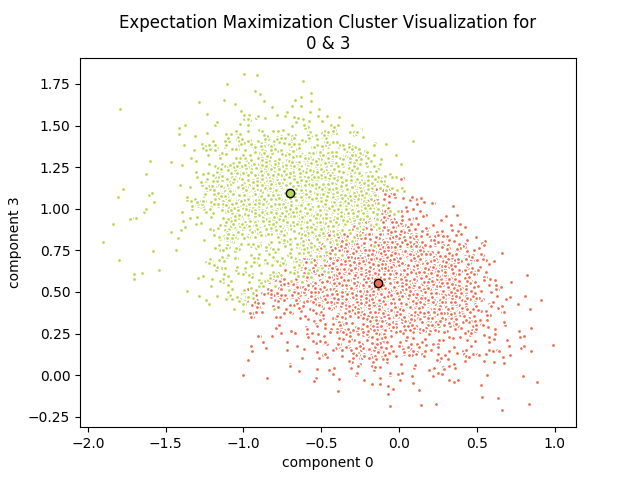 Expectation Maximization Cluster Visualization for
0 & 3
component 3
1.75
1.50
1.25
1.00
0.75
0.50
0.25
0.00
−0.25
−2.0 −1.5 −1.0 −0.5 0.0 0.5 1.0
component 0